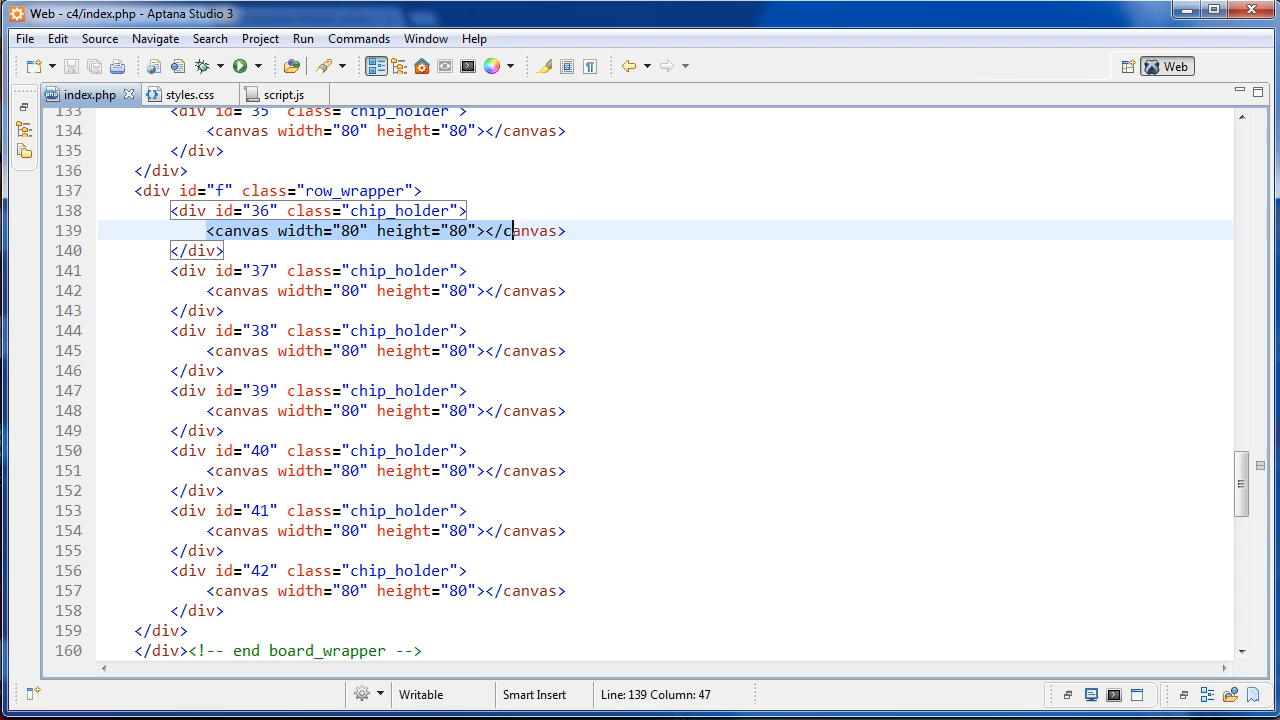 Web - c4/index.php - Aptana Studio 3
File Edit Source Navigate Search Project Run Commands Window Help
Web
index.php styles.css script.js
133 <div id="35" class="chip_holder">
134 <canvas width="80" height="80"></canvas>
135 </div>
136 </div>
137 <div id="f" class="row_wrapper">
138 <div id="36" class="chip_holder">
139 <canvas width="80" height="80"></canvas>
140 </div>
141 <div id="37" class="chip_holder">
142 <canvas width="80" height="80"></canvas>
143 </div>
144 <div id="38" class="chip_holder">
145 <canvas width="80" height="80"></canvas>
146 </div>
147 <div id="39" class="chip_holder">
148 <canvas width="80" height="80"></canvas>
149 </div>
150 <div id="40" class="chip_holder">
151 <canvas width="80" height="80"></canvas>
152 </div>
153 <div id="41" class="chip_holder">
154 <canvas width="80" height="80"></canvas>
155 </div>
156 <div id="42" class="chip_holder">
157 <canvas width="80" height="80"></canvas>
158 </div>
159 </div>
160 </div><!-- end board_wrapper -->
Writable Smart Insert Line: 139 Column: 47